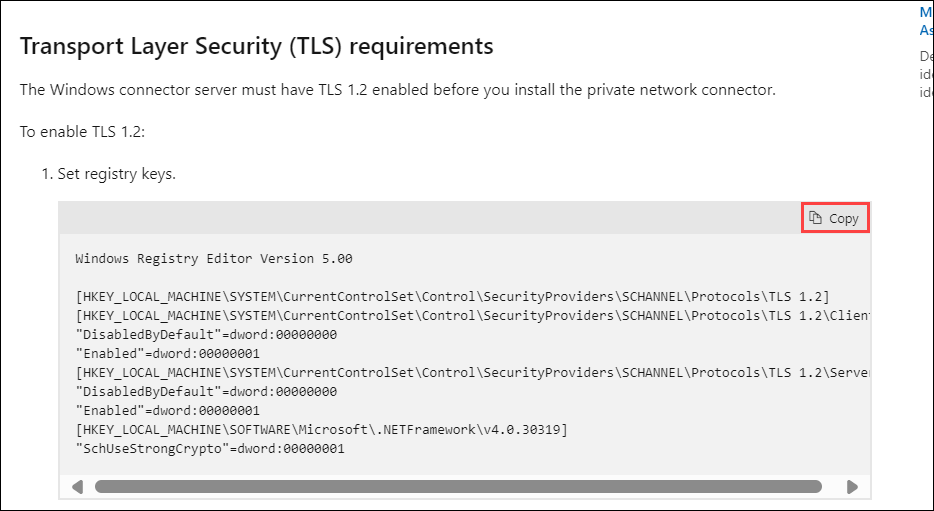 M
As
Transport Layer Security (TLS) requirements
De
ide
ide
The Windows connector server must have TLS 1.2 enabled before you install the private network connector.
To enable TLS 1.2:
1. Set registry keys.
Copy
Windows Registry Editor Version 5.00
[HKEY_LOCAL_MACHINE\SYSTEM\CurrentControlSet\Control\SecurityProviders\SCHANNEL\Protocols\TLS 1.2]
[HKEY_LOCAL_MACHINE\SYSTEM\CurrentControlSet\Control\SecurityProviders\SCHANNEL\Protocols\TLS 1.2\Client
"DisabledByDefault"=dword:00000000
"Enabled"=dword:00000001
[HKEY_LOCAL_MACHINE\SYSTEM\CurrentControlSet\Control\SecurityProviders\SCHANNEL\Protocols\TLS 1.2\Server
"DisabledByDefault"=dword:00000000
"Enabled"=dword:00000001
[HKEY_LOCAL_MACHINE\SOFTWARE\Microsoft\.NETFramework\v4.0.30319]
"SchUseStrongCrypto"=dword:00000001